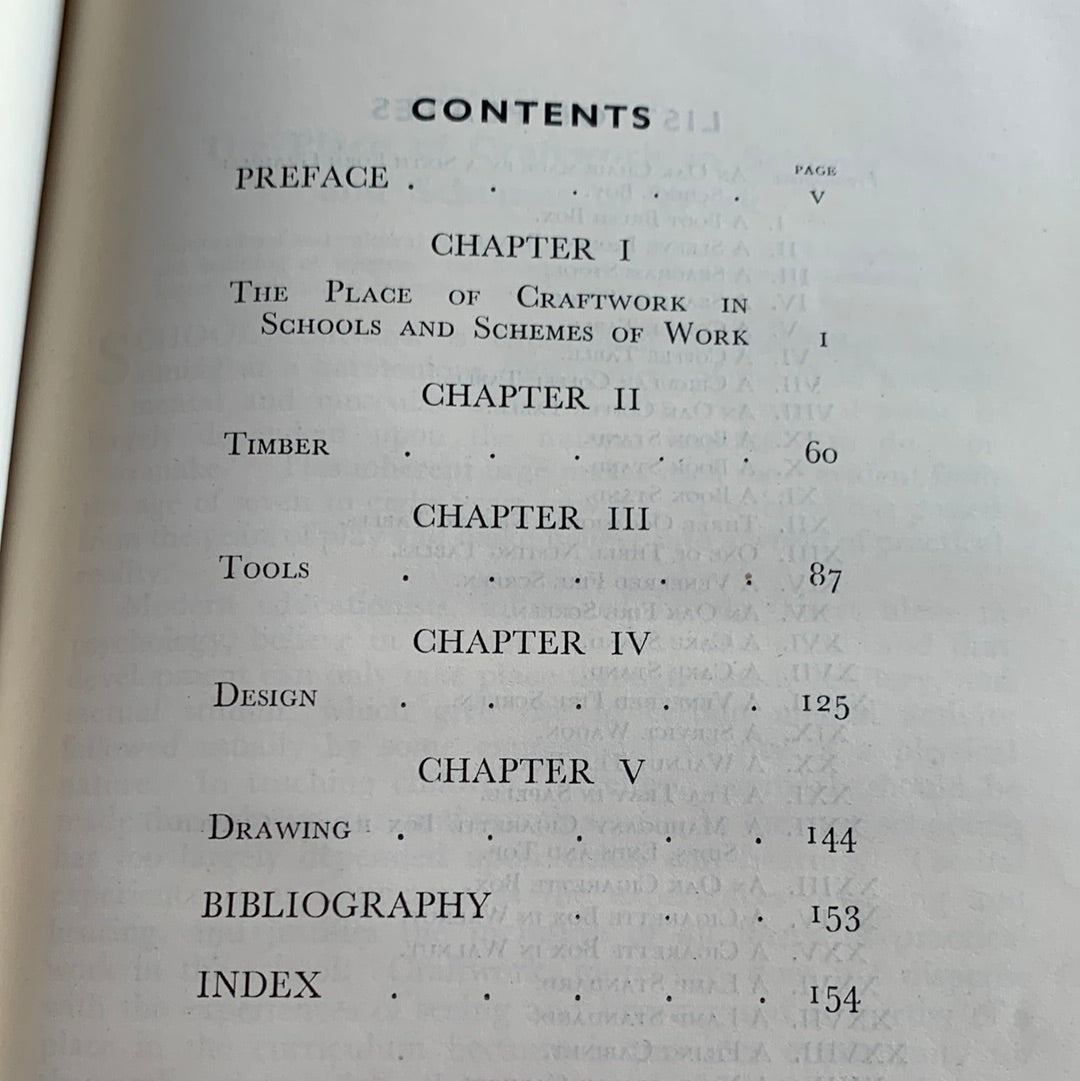 CONTENTS
PAGE
PREFACE . . . . . v
CHAPTER I
The Place of Craftwork in
Schools and Schemes of Work 1
CHAPTER II
Timber . . . . . 60
CHAPTER III
Tools . . . . . 87
CHAPTER IV
Design . . . . . 125
CHAPTER V
Drawing . . . . . 144
BIBLIOGRAPHY . . . 153
INDEX . . . . . 154